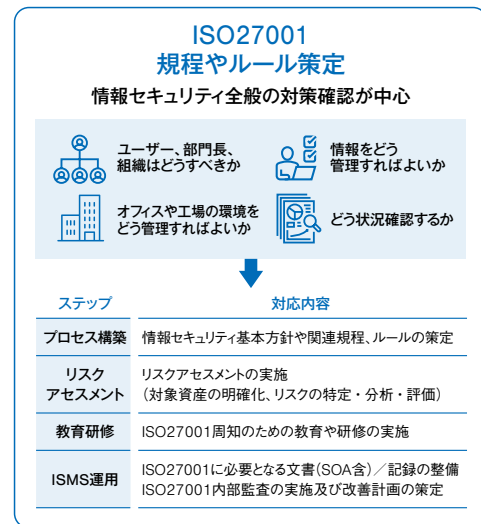 ISO27001
規程やルール策定
情報セキュリティ全般の対策確認が中心
ユーザー、部門長、
組織はどうすべきか
情報をどう
管理すればよいか
オフィスや工場の環境を
どう管理すればよいか
どう状況確認するか
ステップ 対応内容
プロセス構築 情報セキュリティ基本方針や関連規程、ルールの策定
リスク
アセスメント
リスクアセスメントの実施
（対象資産の明確化、リスクの特定・分析・評価）
教育研修 ISO27001周知のための教育や研修の実施
ISMS運用
ISO27001に必要となる文書(SOA含)／記録の整備
ISO27001内部監査の実施及び改善計画の策定